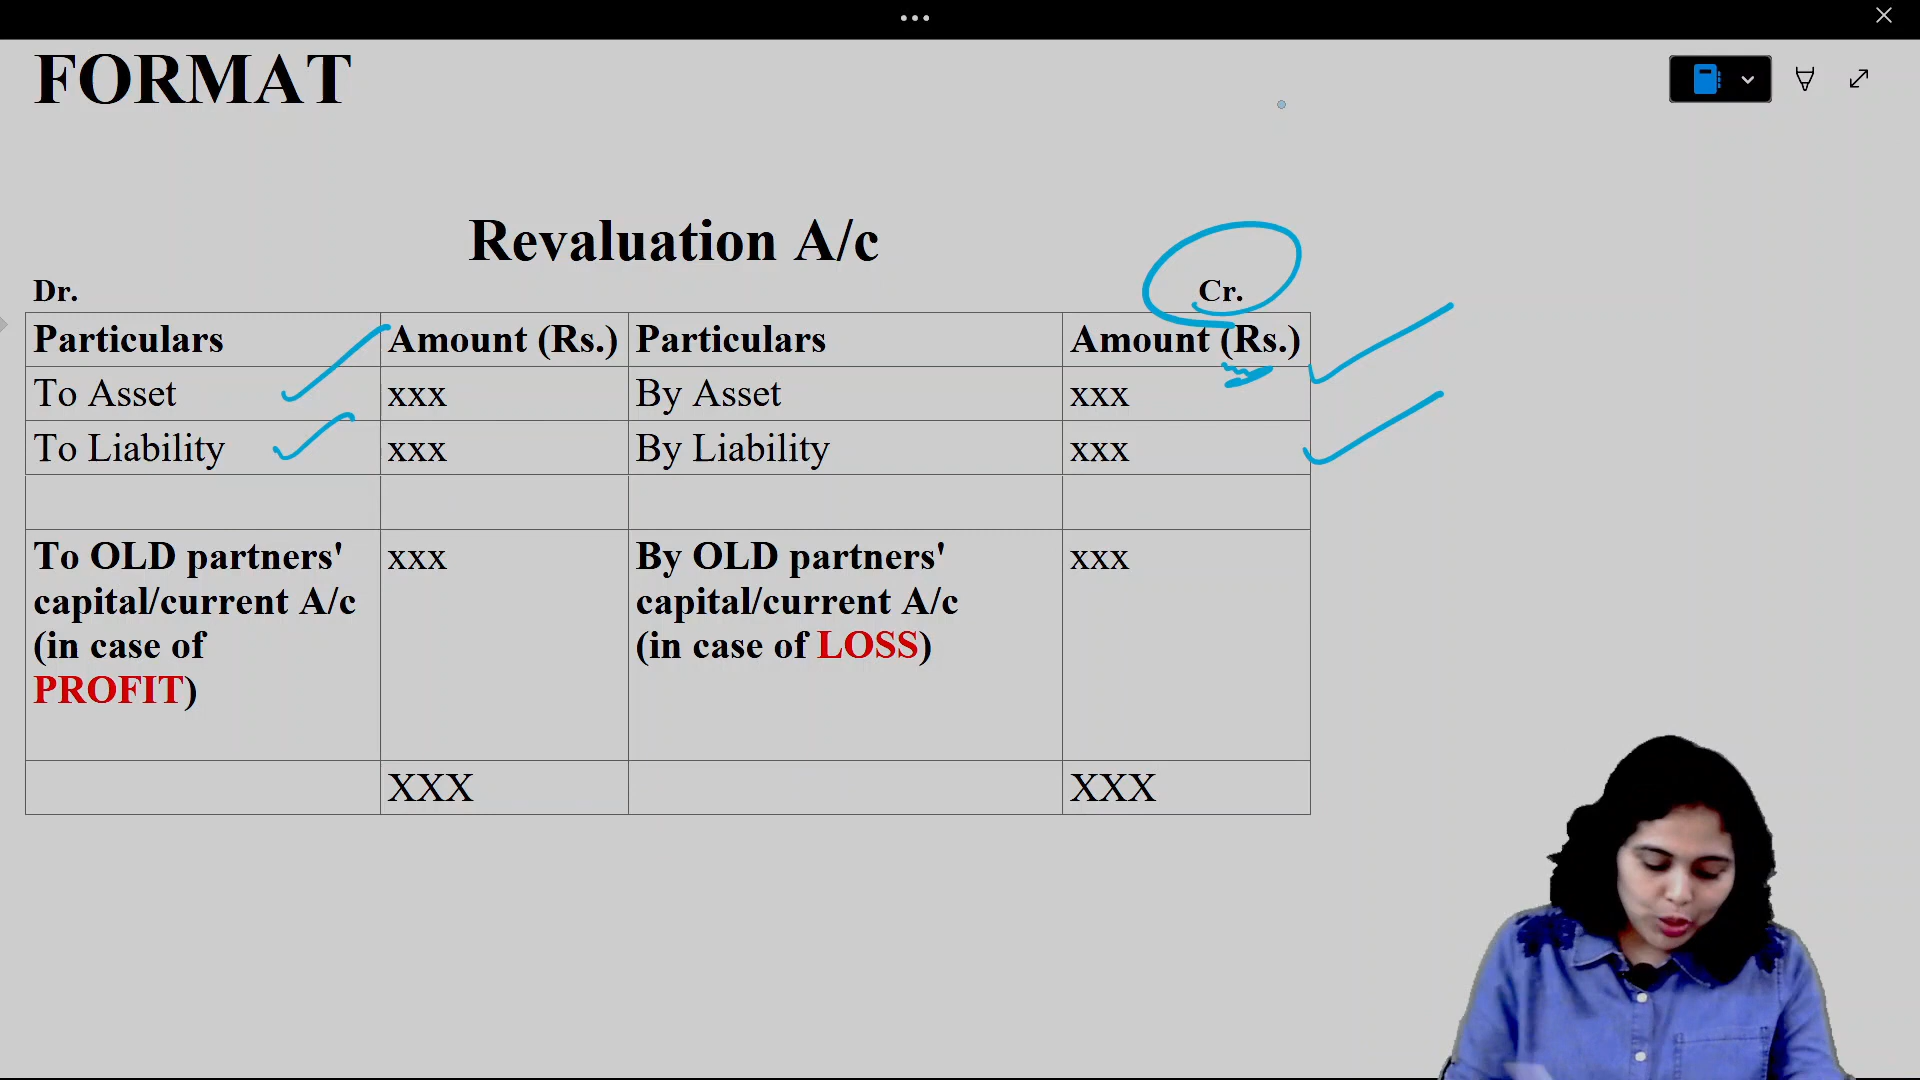 FORMAT
Revaluation A/c
Dr.
Cr.
Particulars Amount (Rs.) Particulars Amount (Rs.)
To Asset xxx By Asset xxx
To Liability xxx By Liability xxx
To OLD partners' xxx By OLD partners' xxx
capital/current A/c capital/current A/c
(in case of (in case of LOSS)
PROFIT)
XXX XXX